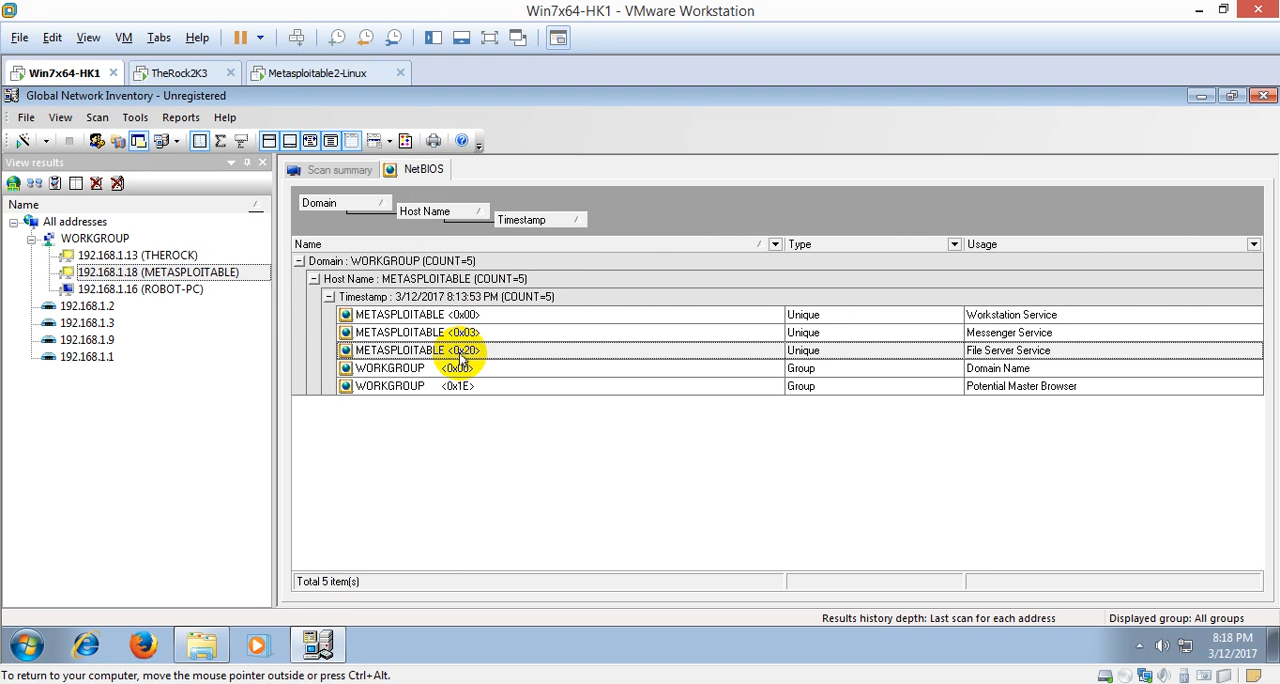 Win7x64-HK1 - VMware Workstation
File Edit View VM Tabs Help
Win7x64-HK1 TheRock2K3 Metasploitable2-Linux
Global Network Inventory - Unregistered
File View Scan Tools Reports Help
View results
Scan summary NetBIOS
Name
All addresses
WORKGROUP
192.168.1.13 (THEROCK)
192.168.1.18 (METASPLOITABLE)
192.168.1.16 (ROBOT-PC)
192.168.1.2
192.168.1.3
192.168.1.9
192.168.1.1
Domain
Host Name
Timestamp
Name Type Usage
Domain : WORKGROUP (COUNT=5)
Host Name : METASPLOITABLE (COUNT=5)
Timestamp : 3/12/2017 8:13:53 PM (COUNT=5)
METASPLOITABLE <0x00> Unique Workstation Service
METASPLOITABLE <0x03> Unique Messenger Service
METASPLOITABLE <0x20> Unique File Server Service
WORKGROUP <0x00> Group Domain Name
WORKGROUP <0x1E> Group Potential Master Browser
Total 5 item(s)
Results history depth: Last scan for each address Displayed group: All groups
8:18 PM
3/12/2017
To return to your computer, move the mouse pointer outside or press Ctrl+Alt.